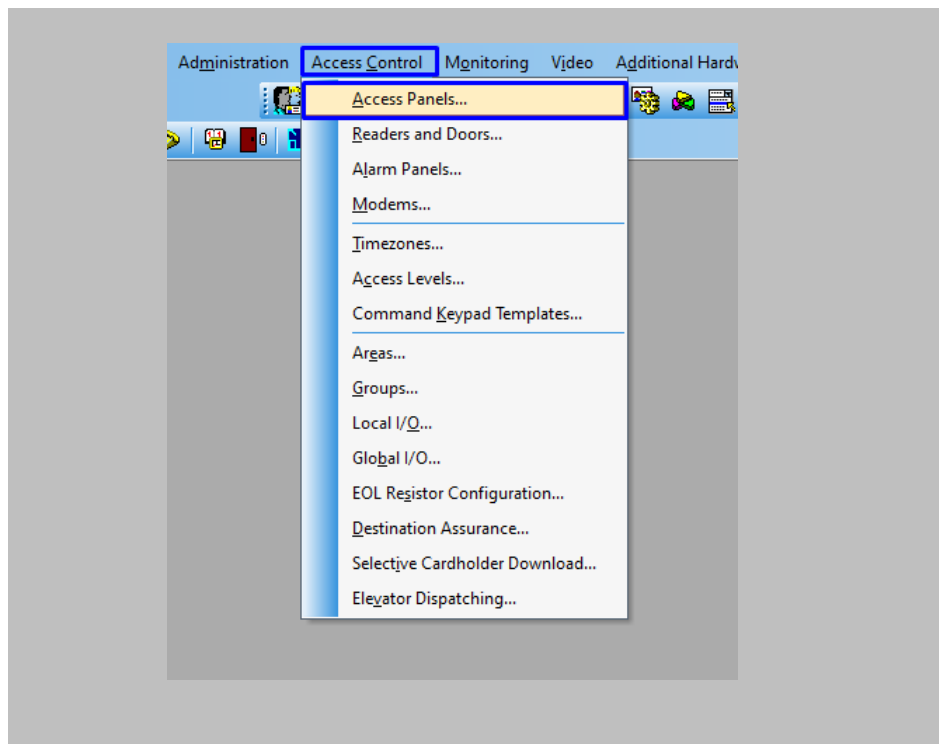 Administration Access Control Monitoring Video Additional Hardw
Access Panels...
Readers and Doors...
Alarm Panels...
Modems...
Timezones...
Access Levels...
Command Keypad Templates...
Areas...
Groups...
Local I/O...
Global I/O...
EOL Resistor Configuration...
Destination Assurance...
Selective Cardholder Download...
Elevator Dispatching...